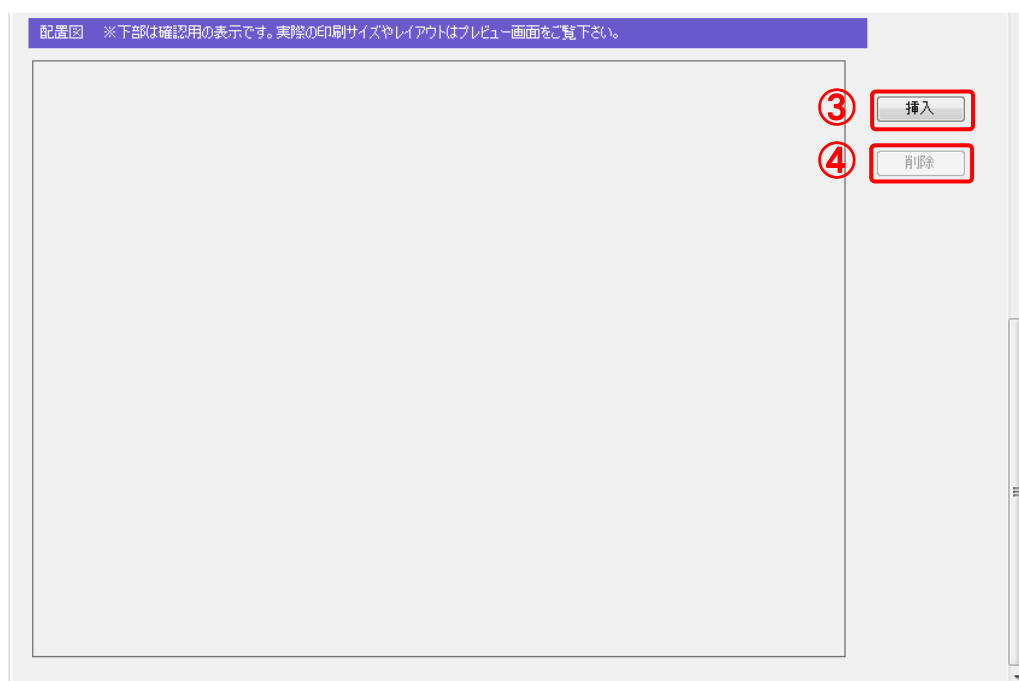 配置図　※下部は確認用の表示です。実際の印刷サイズやレイアウトはプレビュー画面をご覧下さい。
③ 挿入
④ 削除